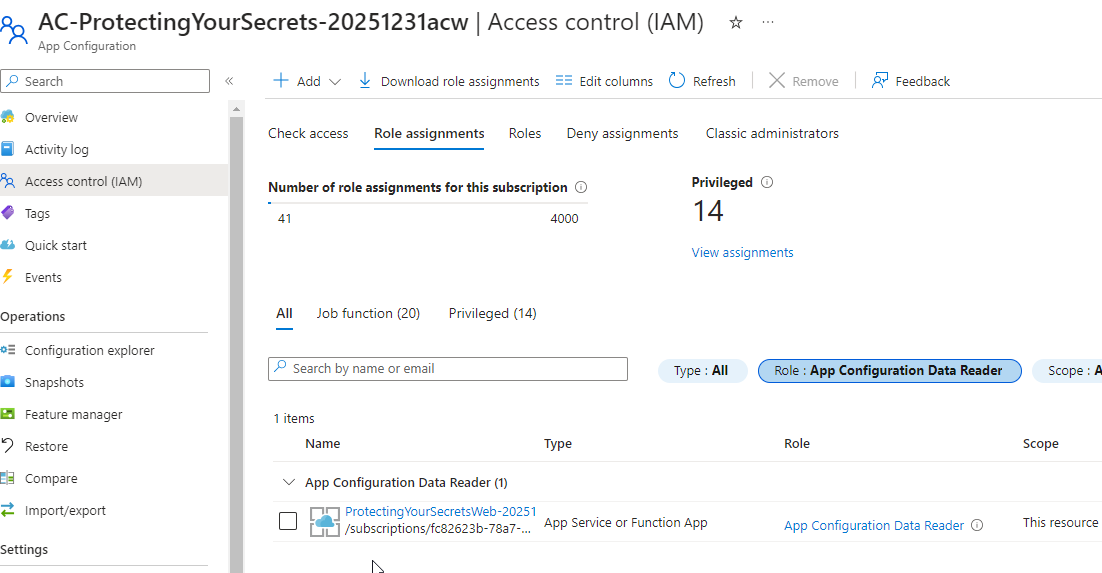 AC-ProtectingYourSecrets-20251231acw | Access control (IAM)
App Configuration
Search
Overview
Activity log
Access control (IAM)
Tags
Quick start
Events
Operations
Configuration explorer
Snapshots
Feature manager
Restore
Compare
Import/export
Settings
Add
Download role assignments
Edit columns
Refresh
Remove
Feedback
Check access
Role assignments
Roles
Deny assignments
Classic administrators
Number of role assignments for this subscription
41
4000
Privileged
14
View assignments
All
Job function (20)
Privileged (14)
Search by name or email
Type : All
Role : App Configuration Data Reader
Scope : A
1 items
Name
Type
Role
Scope
App Configuration Data Reader (1)
ProtectingYourSecretsWeb-20251
/subscriptions/fc82623b-78a7-...
App Service or Function App
App Configuration Data Reader
This resource